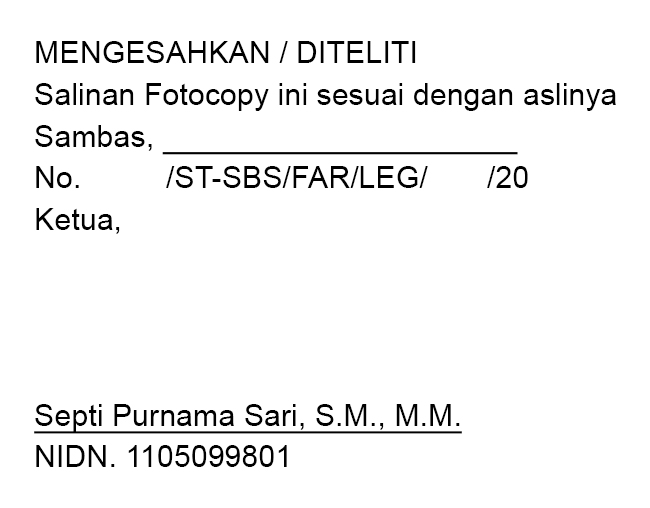 MENGESAHKAN / DITELITI
Salinan Fotocopy ini sesuai dengan aslinya
Sambas, ______________________
No. /ST-SBS/FAR/LEG/ /20
Ketua,
Septi Purnama Sari, S.M., M.M.
NIDN. 1105099801